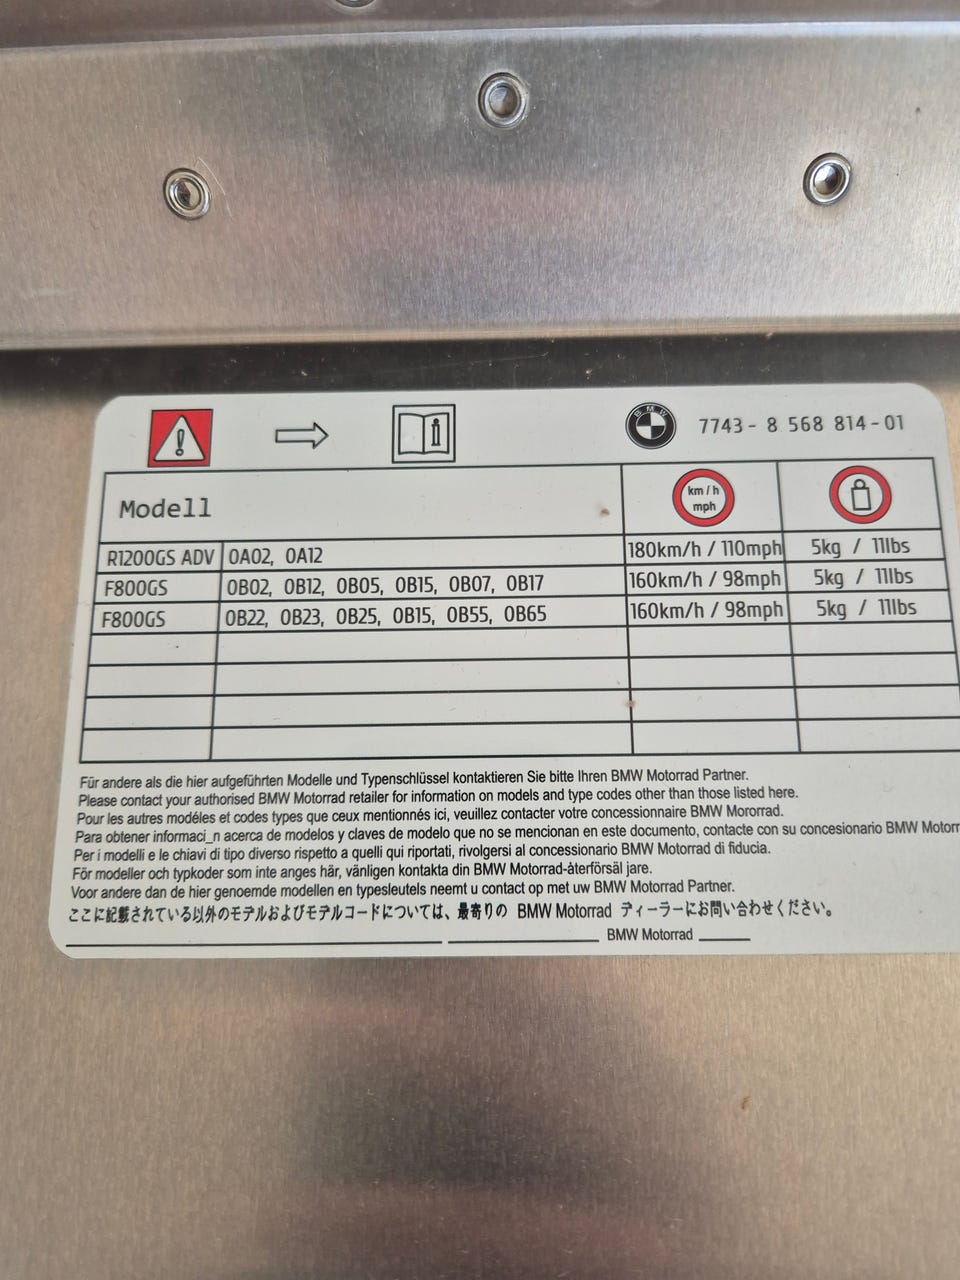 BMW 7743- 8 568 814-01
Modell km/h mph
R1200GS ADV 0A02, 0A12 180km/h / 110mph 5kg / 11lbs
F800GS 0B02, 0B12, 0B05, 0B15, 0B07, 0B17 160km/h / 98mph 5kg / 11lbs
F800GS 0B22, 0B23, 0B25, 0B15, 0B55, 0B65 160km/h / 98mph 5kg / 11lbs
Für andere als die hier aufgeführten Modelle und Typenschlüssel kontaktieren Sie bitte Ihren BMW Motorrad Partner.
Please contact your authorised BMW Motorrad retailer for information on models and type codes other than those listed here.
Pour les autres modéles et codes types que ceux mentionnés ici, veuillez contacter votre concessionnaire BMW Mororrad.
Para obtener informaci_n acerca de modelos y claves de modelo que no se mencionan en este documento, contacte con su concesionario BMW Motorr
Per i modelli e le chiavi di tipo diverso rispetto a quelli qui riportati, rivolgersi al concessionario BMW Motorrad di fiducia.
För modeller och typkoder som inte anges här, vänligen kontakta din BMW Motorrad-àterförsäl jare.
Voor andere dan de hier genoemde modellen en typesleutels neemt u contact op met uw BMW Motorrad Partner.
ここに記載されている以外のモデルおよびモデルコードについては、最寄りの BMW Motorrad ディーラーにお問い合わせください。
BMW Motorrad